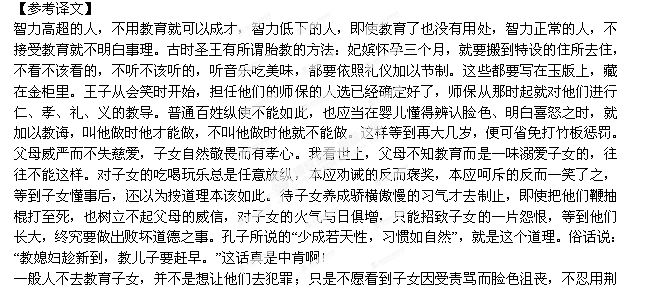 【参考译文】
智力高超的人，不用教育就可以成才，智力低下的人，即使教育了也没有用处，智力正常的人，不
接受教育就不明白事理。古时圣王有所谓胎教的方法：妃嫔怀孕三个月，就要搬到特设的住所去住，
不看不该看的，不听不该听的，听音乐吃美味，都要依照礼仪加以节制。这些都要写在玉版上，藏
在金柜里。王子从会笑时开始，担任他们的师保的人选已经确定好了，师保从那时起就对他们进行
仁、孝、礼、义的教导。普通百姓纵使不能如此，也应当在婴儿懂得辨认脸色、明白喜怒之时，就
加以教诲，叫他做时他才能做，不叫他做时他就不能做。这样等到再大几岁，便可省免打竹板惩罚。
父母威严而不失慈爱，子女自然敬畏而有孝心。我看世上，父母不知教育而是一味溺爱子女的，往
往不能这样。对子女的吃喝玩乐总是任意放纵，本应劝诫的反而褒奖，本应呵斥的反而一笑了之，
等到子女懂事后，还以为按道理本该如此。待子女养成骄横傲慢的习气才去制止，即使把他们鞭抽
棍打至死，也树立不起父母的威信，对子女的火气与日俱增，只能招致子女的一片怨恨，等到他们
长大，终究要做出败坏道德之事。孔子所说的“少成若天性，习惯如自然”，就是这个道理。俗话说：
“教媳妇趁新到，教儿子要赶早。”这话真是中肯啊！
一般人不去教育子女，并不是想让他们去犯罪；只是不愿看到子女因受责骂而脸色沮丧，不忍用荆